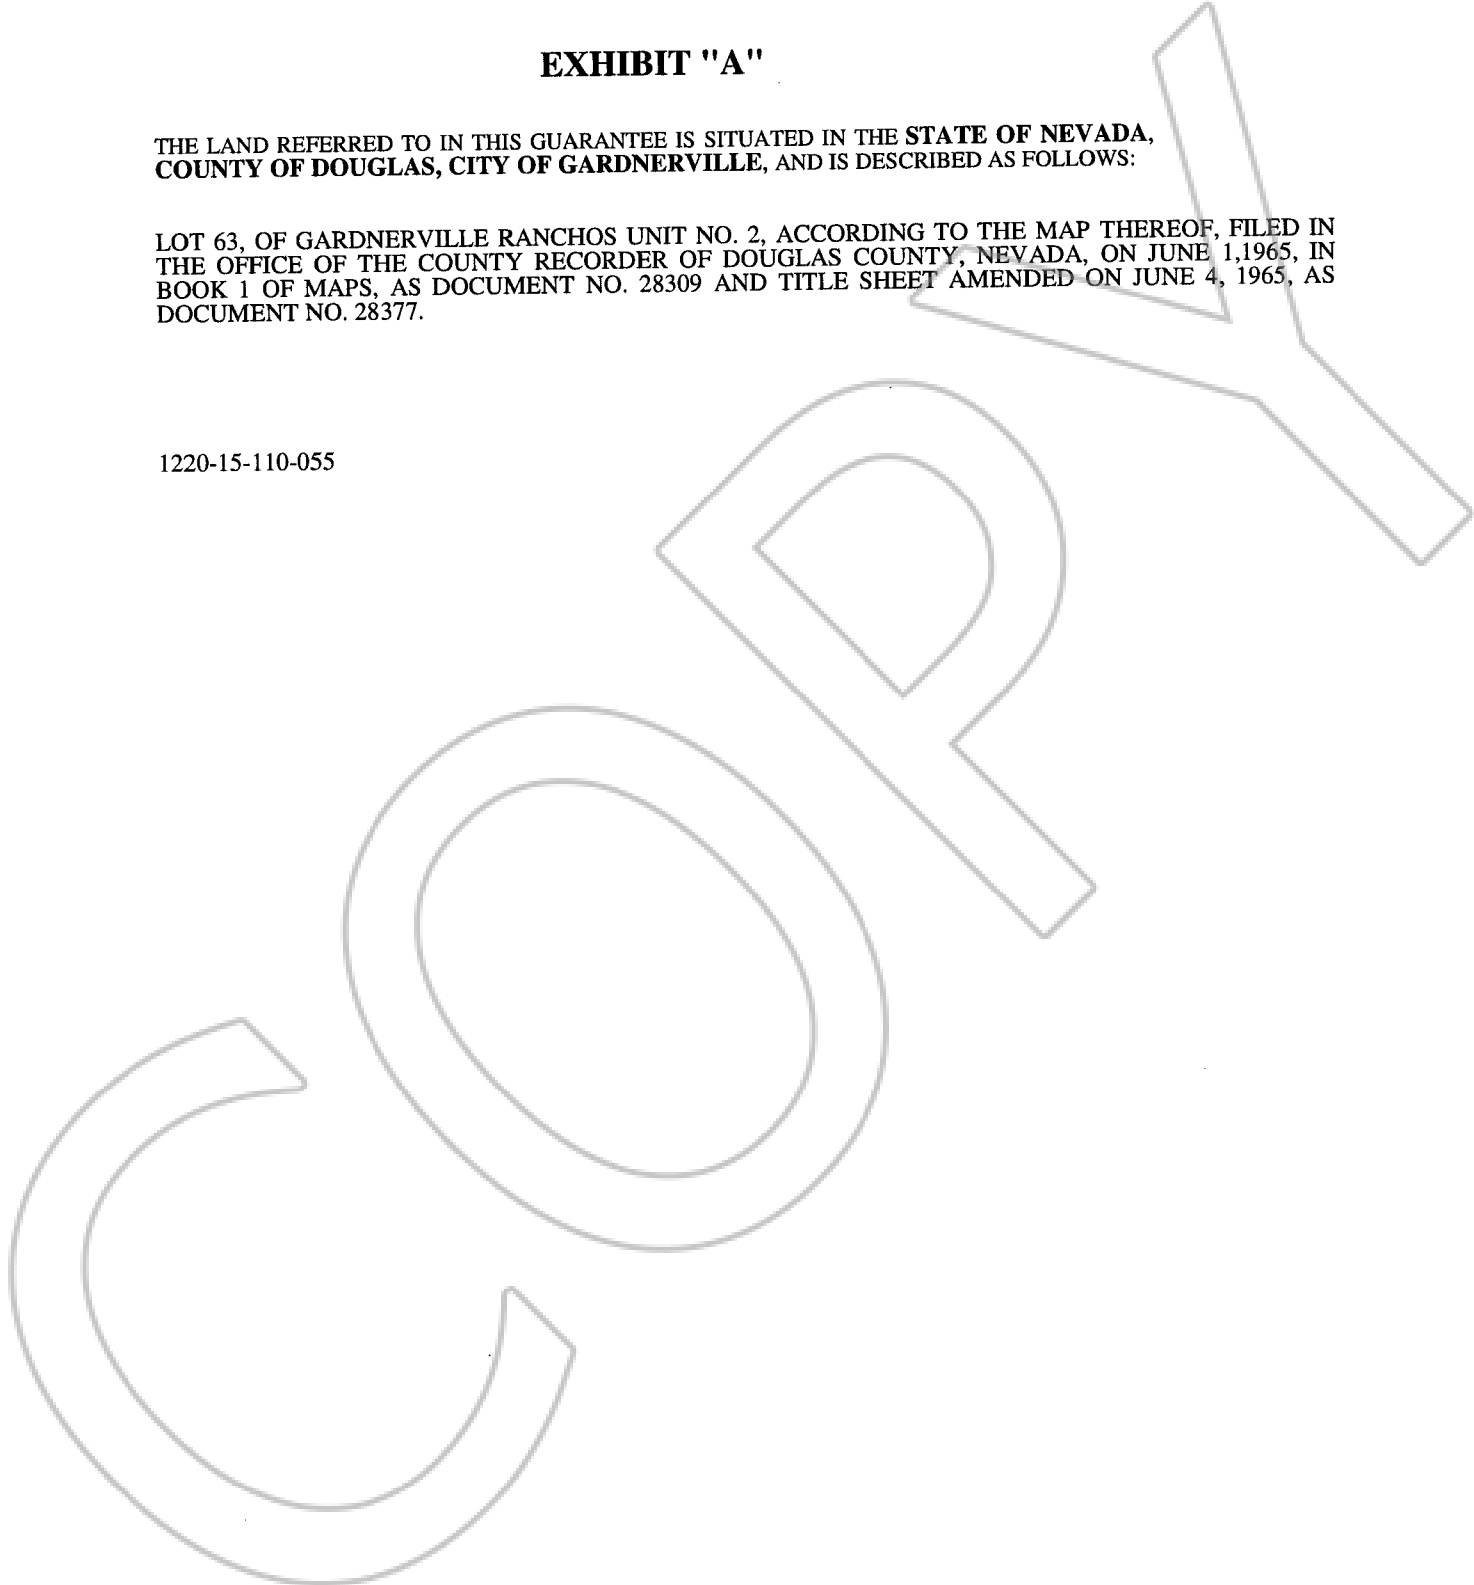 EXHIBIT "A"
THE LAND REFERRED TO IN THIS GUARANTEE IS SITUATED IN THE STATE OF NEVADA,
COUNTY OF DOUGLAS, CITY OF GARDNERVILLE, AND IS DESCRIBED AS FOLLOWS:
LOT 63, OF GARDNERVILLE RANCHOS UNIT NO. 2, ACCORDING TO THE MAP THEREOF, FILED IN
THE OFFICE OF THE COUNTY RECORDER OF DOUGLAS COUNTY, NEVADA, ON JUNE 1,1965, IN
BOOK 1 OF MAPS, AS DOCUMENT NO. 28309 AND TITLE SHEET AMENDED ON JUNE 4, 1965, AS
DOCUMENT NO. 28377.
1220-15-110-055
COPY